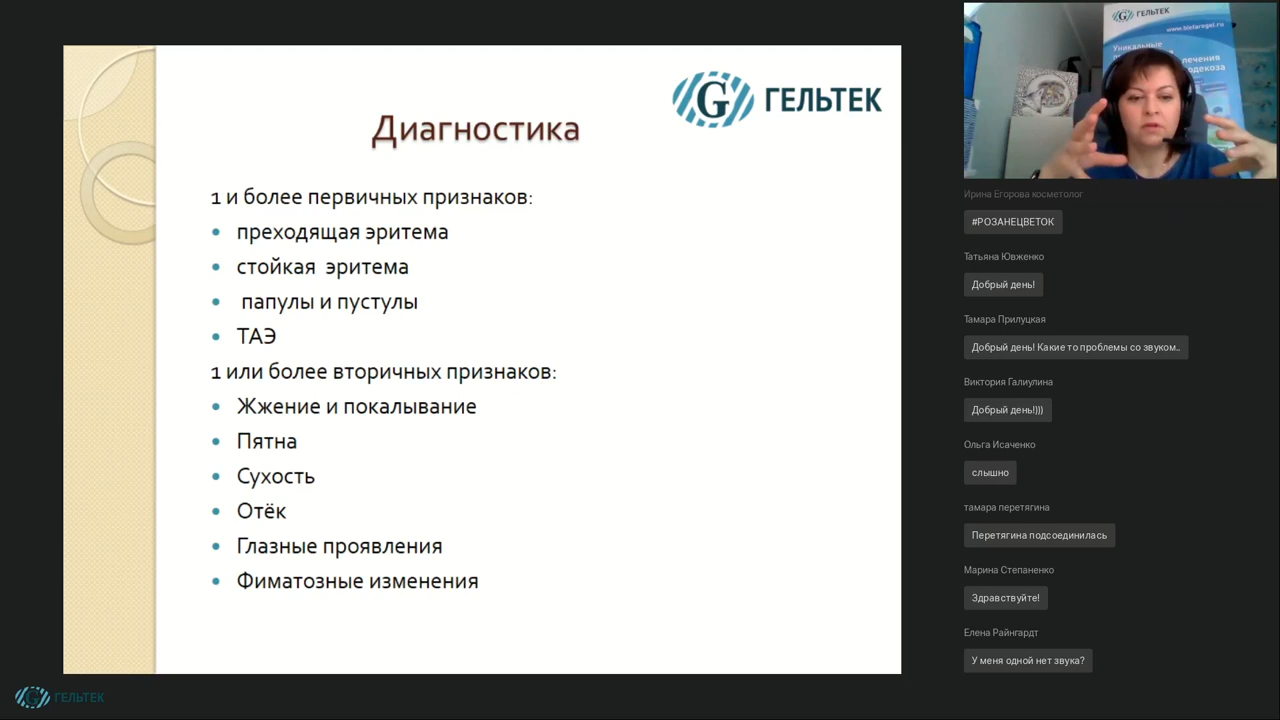 ГЕЛЬТЕК
Диагностика
1 и более первичных признаков:
• преходящая эритема
• стойкая эритема
• папулы и пустулы
• ТАЭ
1 или более вторичных признаков:
• Жжение и покалывание
• Пятна
• Сухость
• Отёк
• Глазные проявления
• Фиматозные изменения
ГЕЛЬТЕК
ГЕЛЬТЕК
Уникальные
Ирина Егорова косметолог
#РОЗАНЕЦВЕТОК
Татьяна Ювженко
Добрый день!
Тамара Прилуцкая
Добрый день! Какие то проблемы со звуком..
Виктория Галиулина
Добрый день!)))
Ольга Исаченко
слышно
тамара перетягина
Перетягина подсоединилась
Марина Степаненко
Здравствуйте!
Елена Райнгардт
У меня одной нет звука?